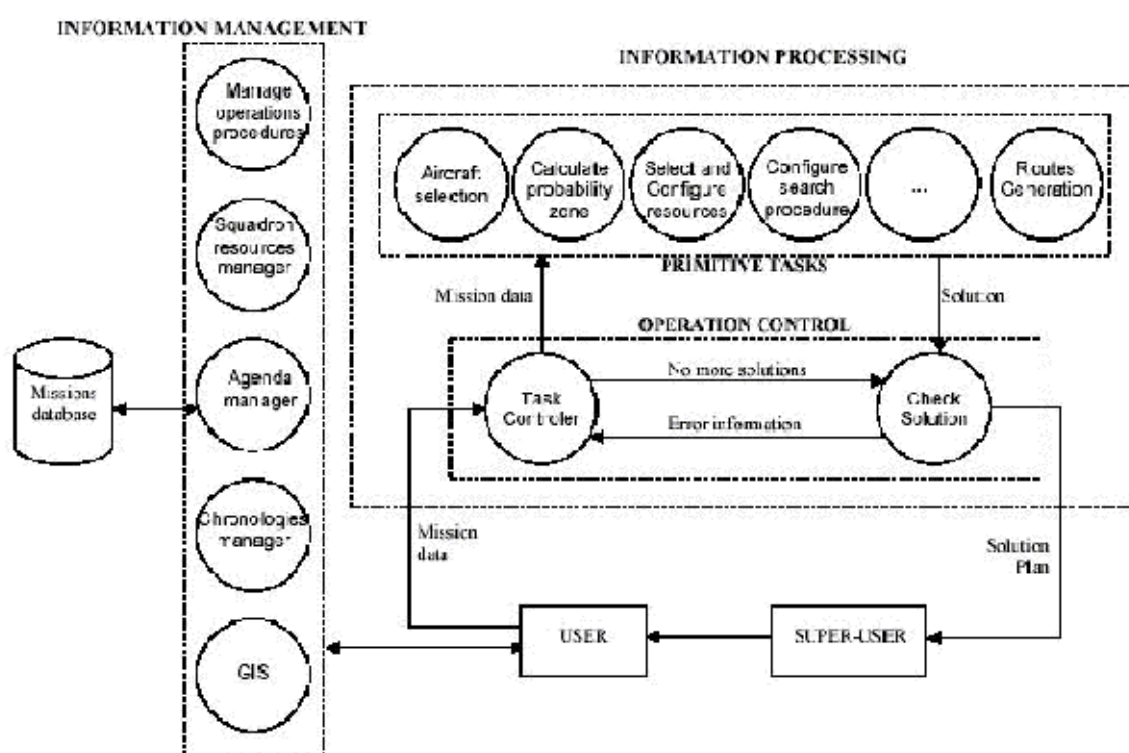 INFORMATION MANAGEMENT
Manage
operations
procedures
Squadron
resources
manager
Agenda
manager
Chronologies
manager
GIS
Missions
database
INFORMATION PROCESSING
Aircraft
selection
Calculate
probability
zone
Select and
Configure
resources
Configure
search
procedure
...
Routes
Generation
PRIMITIVE TASKS
Mission data
Solution
OPERATION CONTROL
Task
Controler
No more solutions
Error information
Check
Solution
Mission
data
Solution
Plan
USER
SUPER-USER